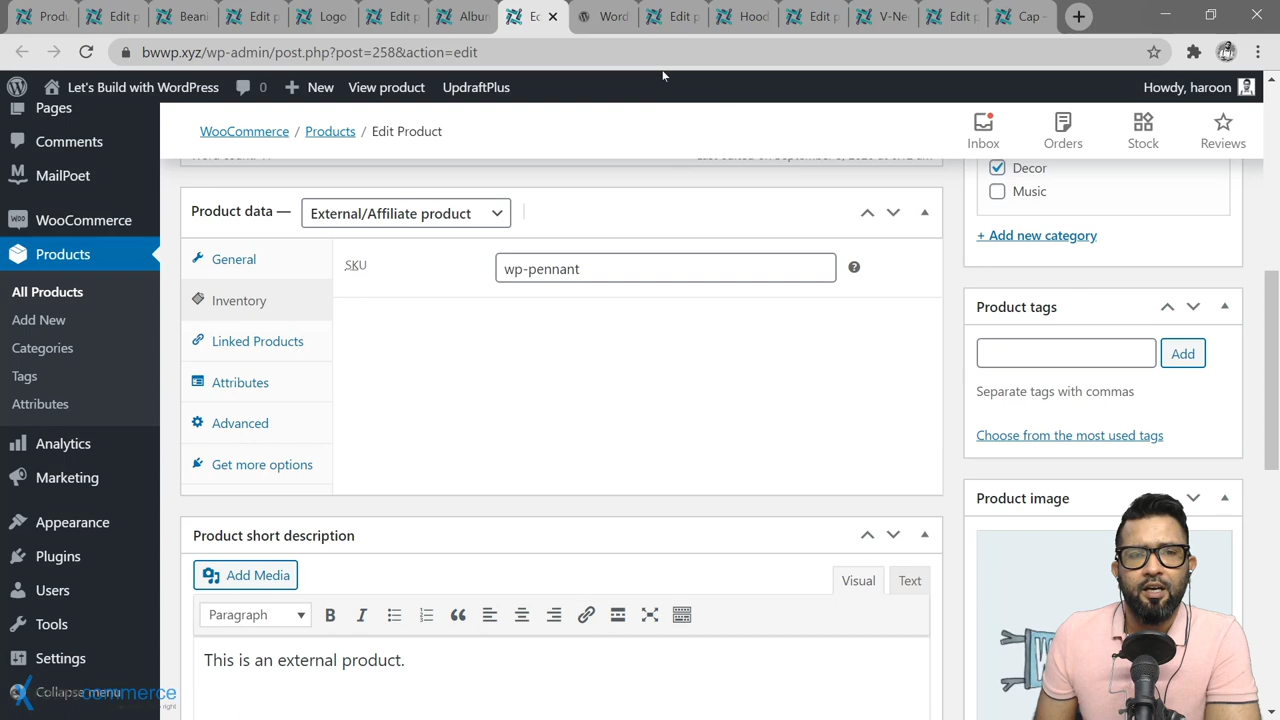 Produ
Edit p
Beani
Edit p
Logo
Edit p
Albu
Ed
Word
Edit p
Hood
Edit p
V-Ne
Edit p
Cap -
bwwp.xyz/wp-admin/post.php?post=258&action=edit
Let's Build with WordPress
0
New
View product
UpdraftPlus
Howdy, haroon
WooCommerce / Products / Edit Product
Inbox
Orders
Stock
Reviews
Pages
Comments
MailPoet
WooCommerce
Products
All Products
Add New
Categories
Tags
Attributes
Analytics
Marketing
Appearance
Plugins
Users
Tools
Settings
Collapse menu
commerce
Product data —
External/Affiliate product
General
Inventory
Linked Products
Attributes
Advanced
Get more options
SKU
wp-pennant
Product short description
Add Media
Visual
Text
Paragraph
This is an external product.
Decor
Music
+ Add new category
Product tags
Add
Separate tags with commas
Choose from the most used tags
Product image